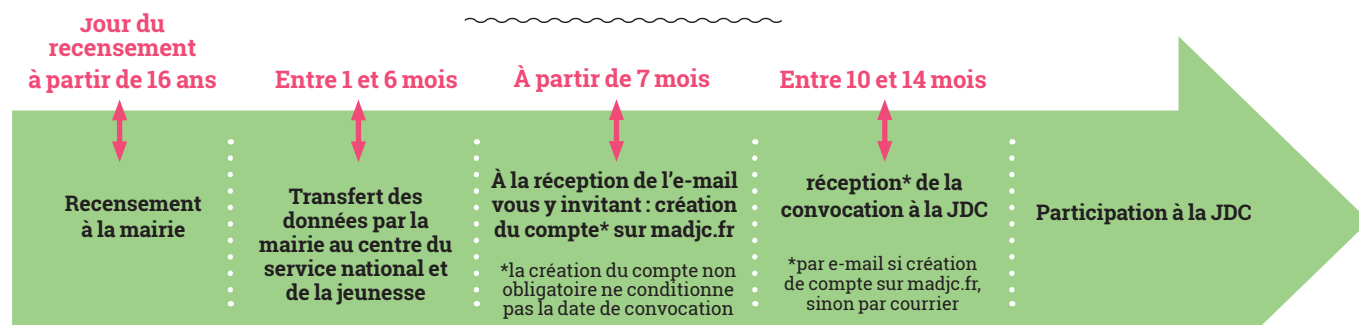 Jour du
recensement
à partir de 16 ans
Entre 1 et 6 mois
À partir de 7 mois
Entre 10 et 14 mois
Recensement
à la mairie
Transfert des
données par la
mairie au centre du
service national et
de la jeunesse
À la réception de l'e-mail
vous y invitant : création
du compte* sur madjc.fr
*la création du compte non
obligatoire ne conditionne
pas la date de convocation
réception* de la
convocation à la JDC
*par e-mail si création
de compte sur madjc.fr,
sinon par courrier
Participation à la JDC